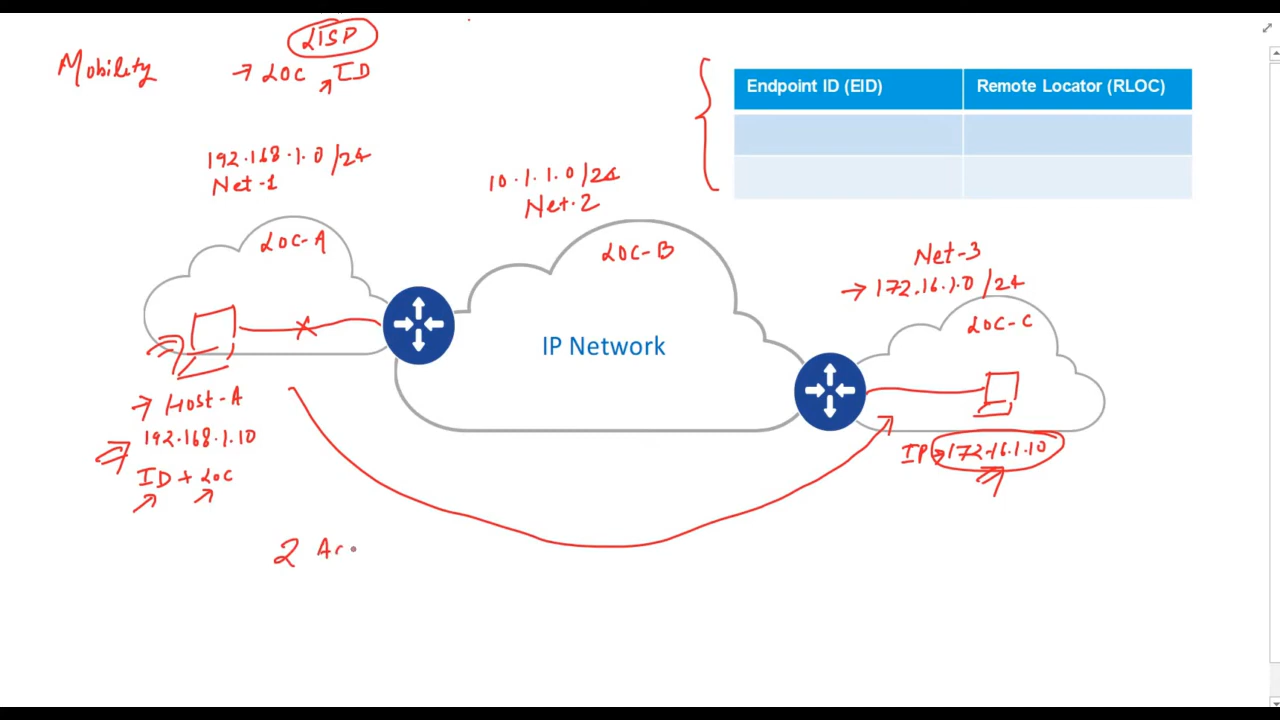 LISP
Mobility
→ LOC ID
Endpoint ID (EID) Remote Locator (RLOC)
192.168.1.0/24
Net-1
10.1.1.0/24
Net-2
LOC-A
LOC-B
Net-3
→ 172.16.1.0/24
LOC-C
IP Network
→ Host-A
192.168.1.10
ID + LOC
IP → 172.16.1.10
2 Ar